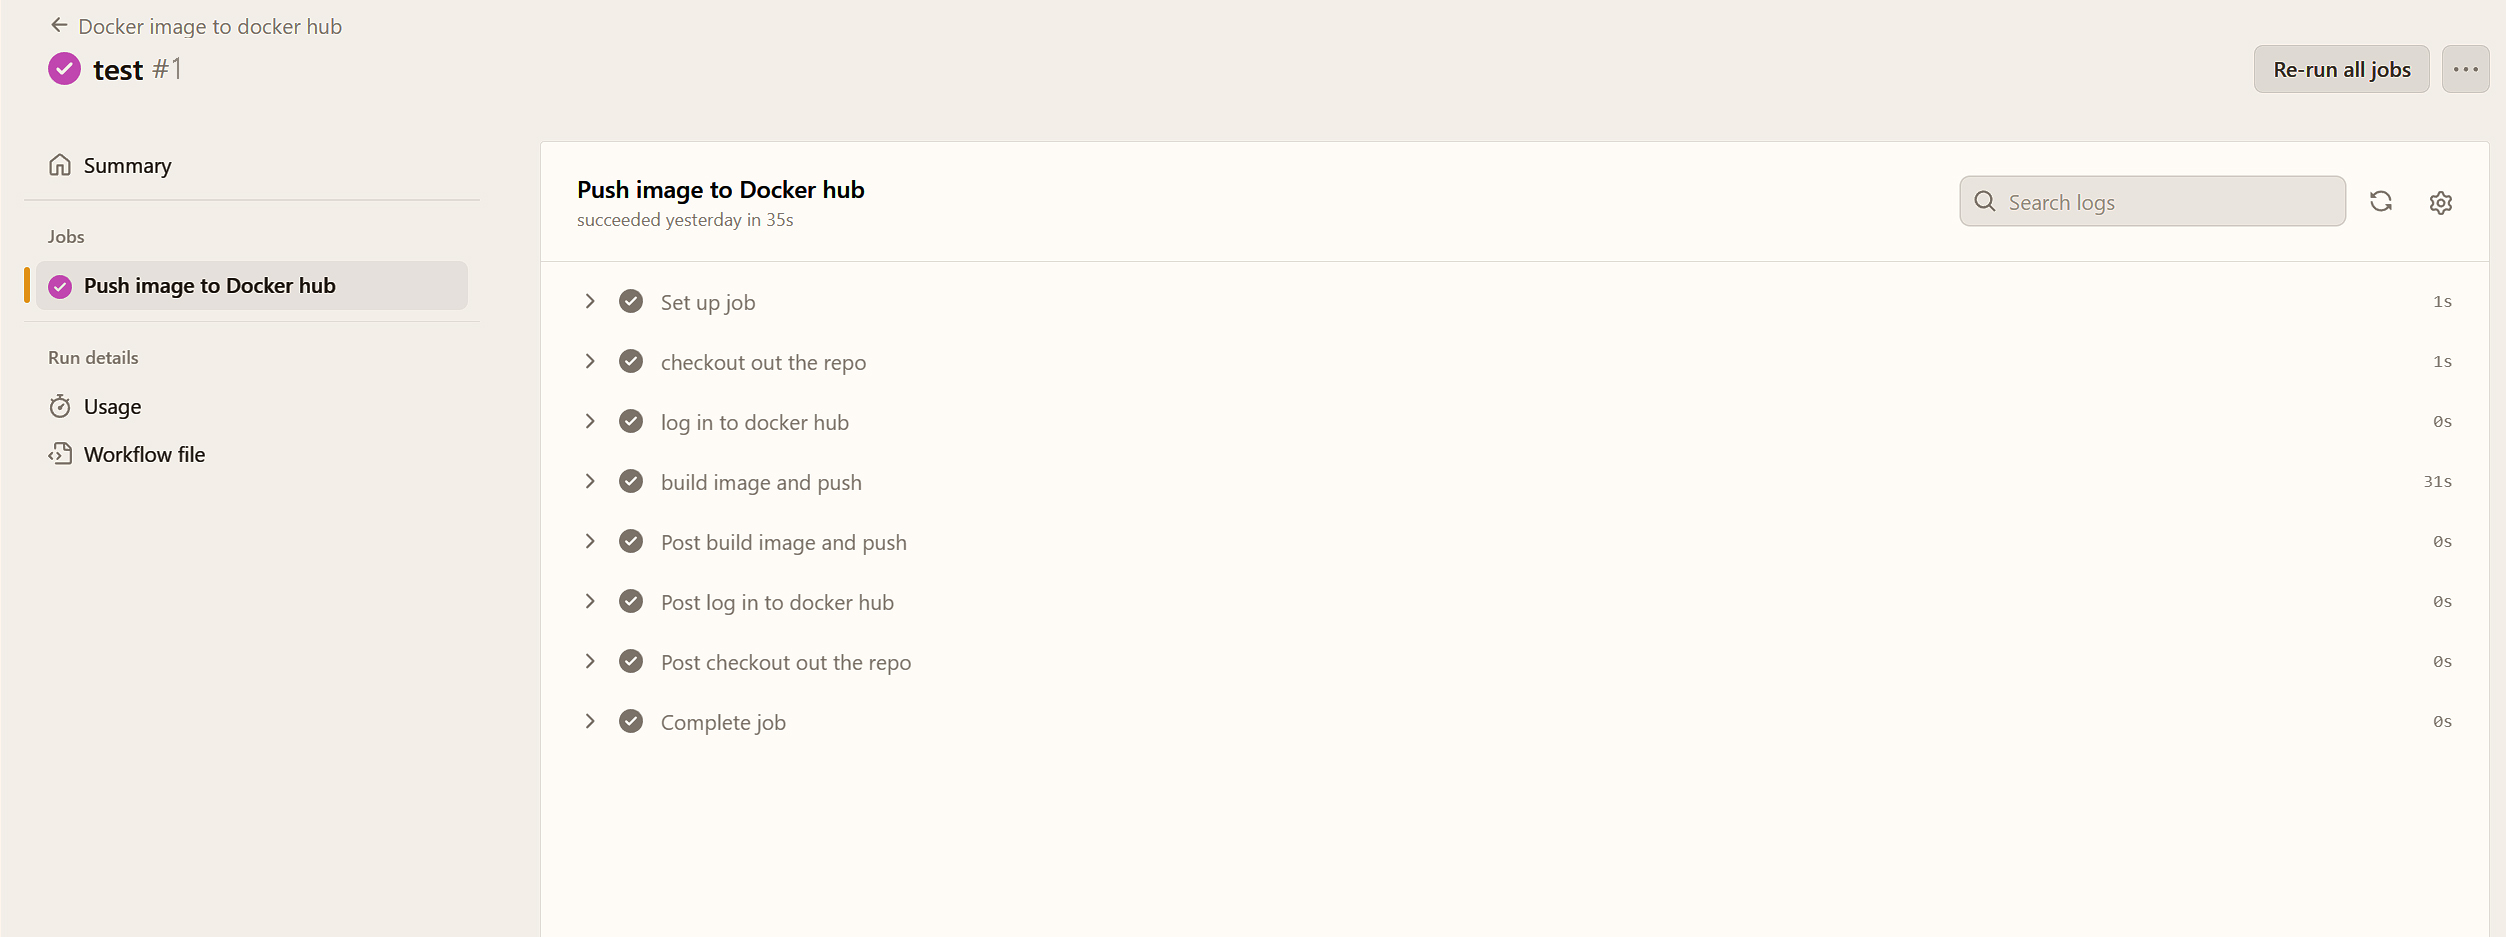 Docker image to docker hub
test #1
Re-run all jobs
Summary
Jobs
Push image to Docker hub
Run details
Usage
Workflow file
Push image to Docker hub
succeeded yesterday in 35s
Search logs
Set up job 1s
checkout out the repo 1s
log in to docker hub 0s
build image and push 31s
Post build image and push 0s
Post log in to docker hub 0s
Post checkout out the repo 0s
Complete job 0s